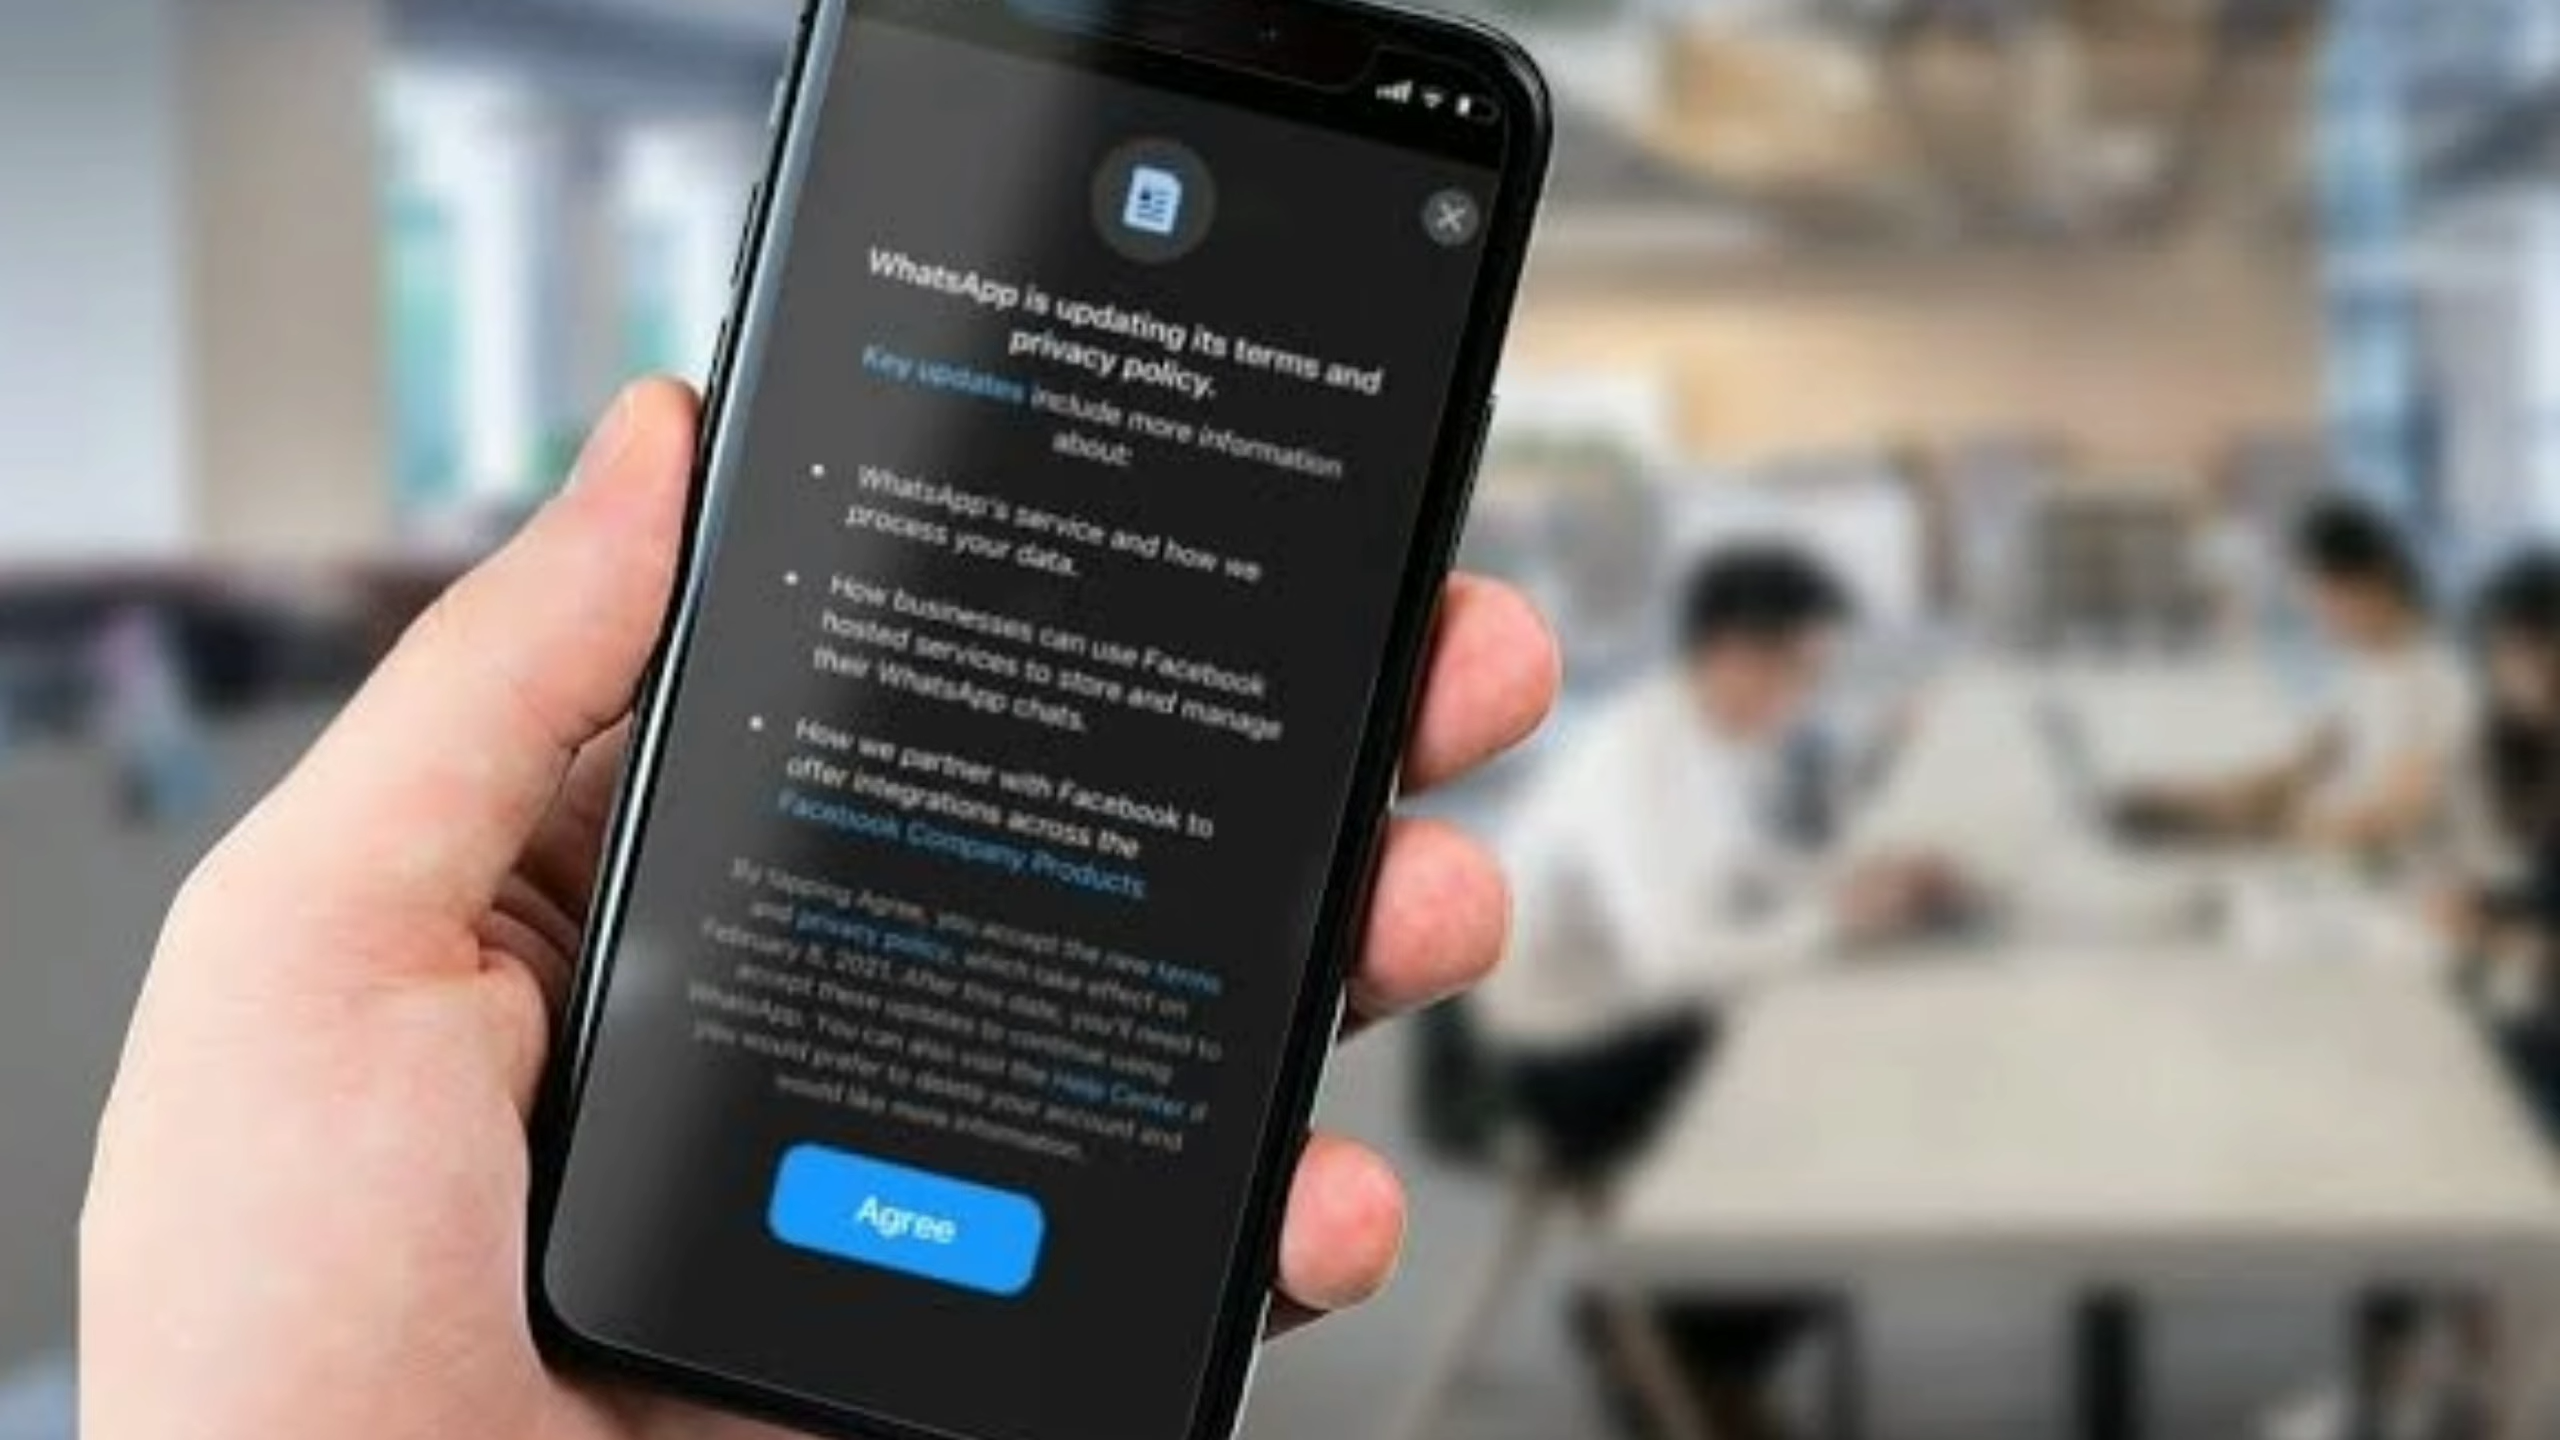 WhatsApp is updating its terms and
privacy policy.
Key updates include more information
about:
• WhatsApp's service and how we
process your data.
• How businesses can use Facebook
hosted services to store and manage
their WhatsApp chats.
• How we partner with Facebook to
offer integrations across the
Facebook Company Products.
By tapping Agree, you accept the new terms
and privacy policy, which take effect on
February 8, 2021. After this date, you'll need to
accept these updates to continue using
WhatsApp. You can also visit the Help Center if
you would prefer to delete your account and
would like more information.
Agree